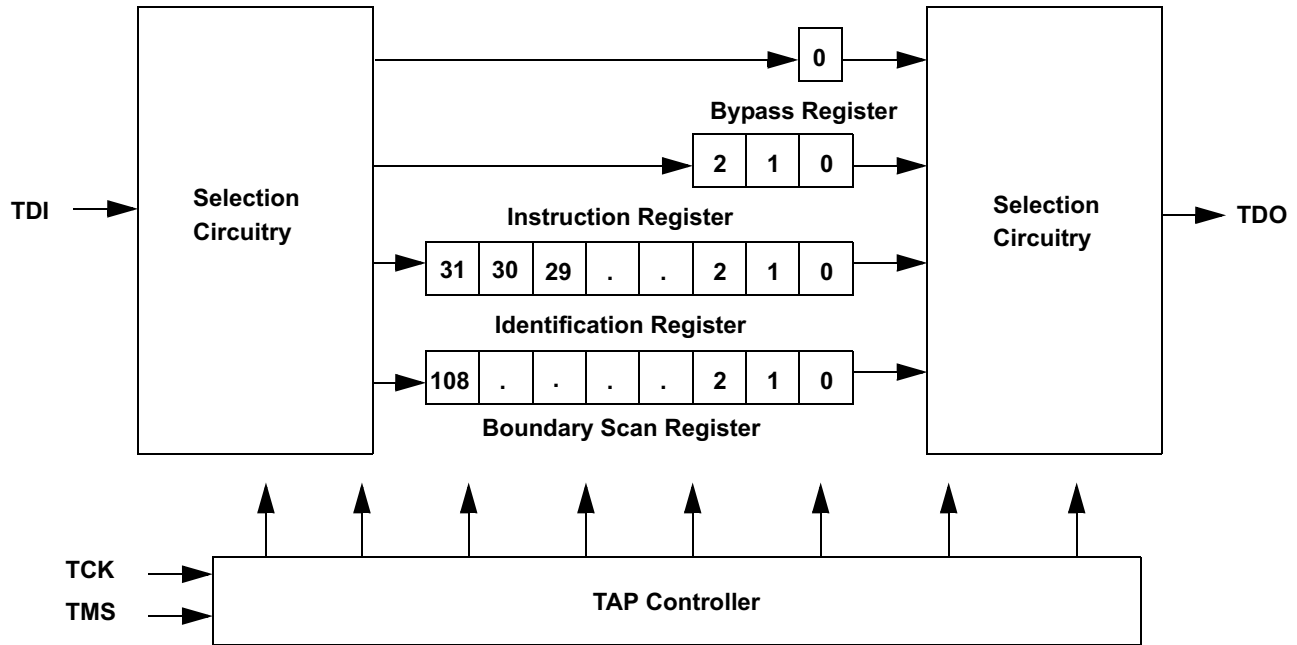 0
Bypass Register
2 1 0
Instruction Register
31 30 29 . . 2 1 0
Identification Register
108 . . . . 2 1 0
Boundary Scan Register
TDI
Selection
Circuitry
Selection
Circuitry
TDO
TCK
TMS
TAP Controller